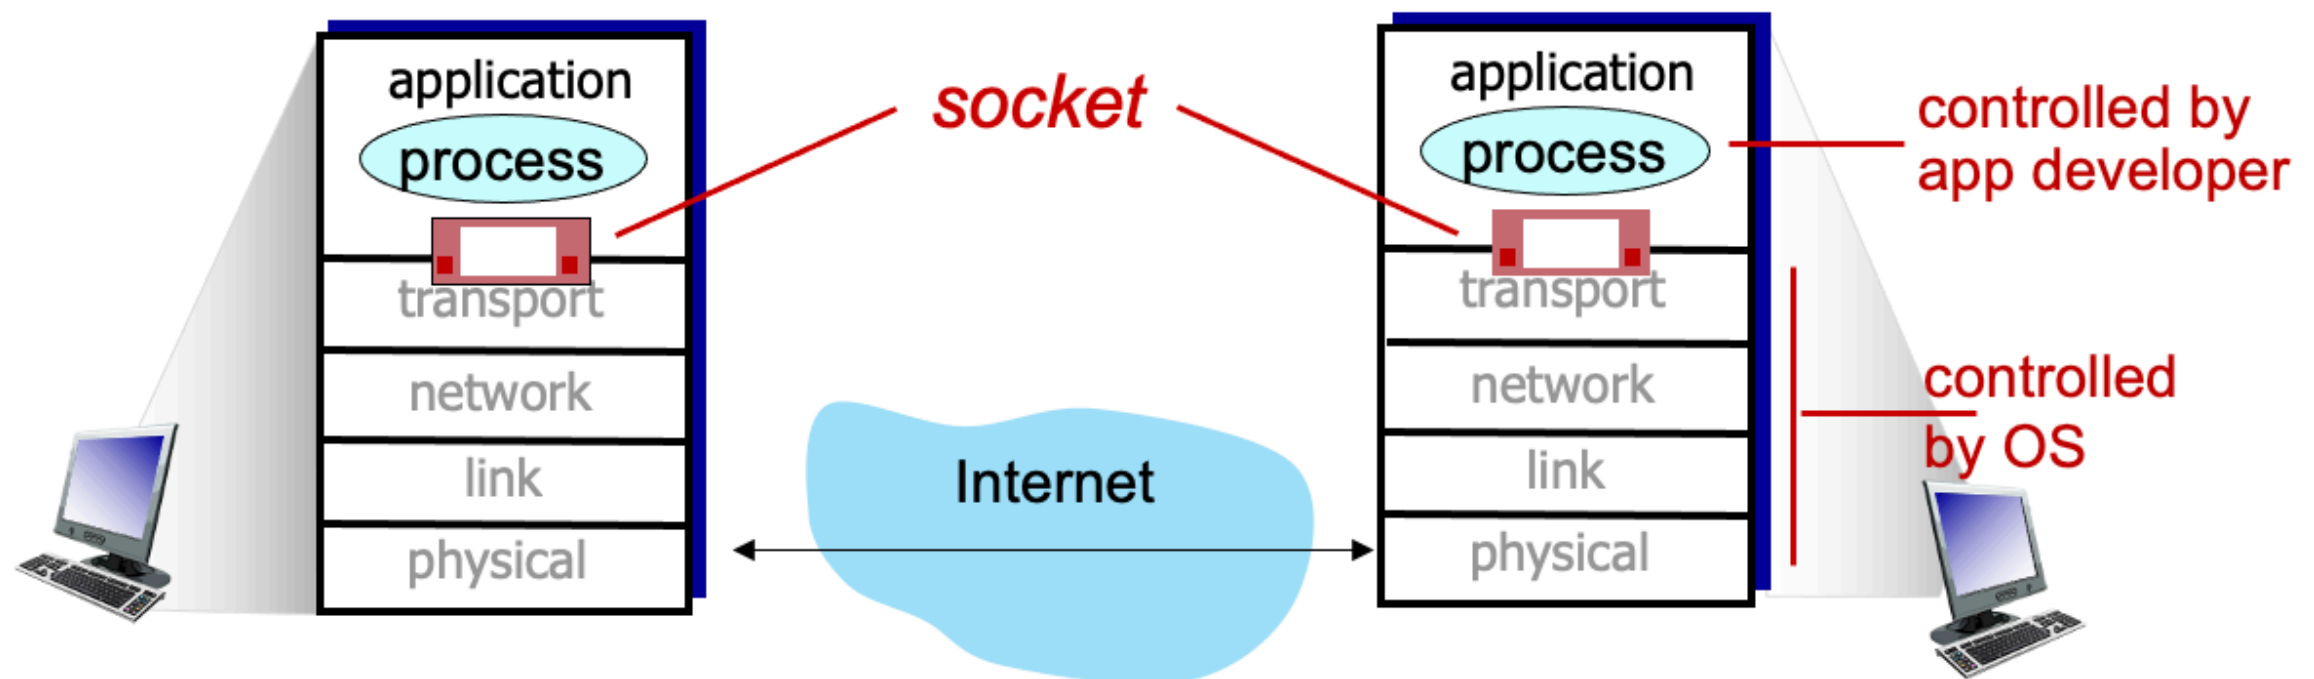 application
process
transport
network
link
physical
socket
Internet
application
process
transport
network
link
physical
controlled by
app developer
controlled
by OS